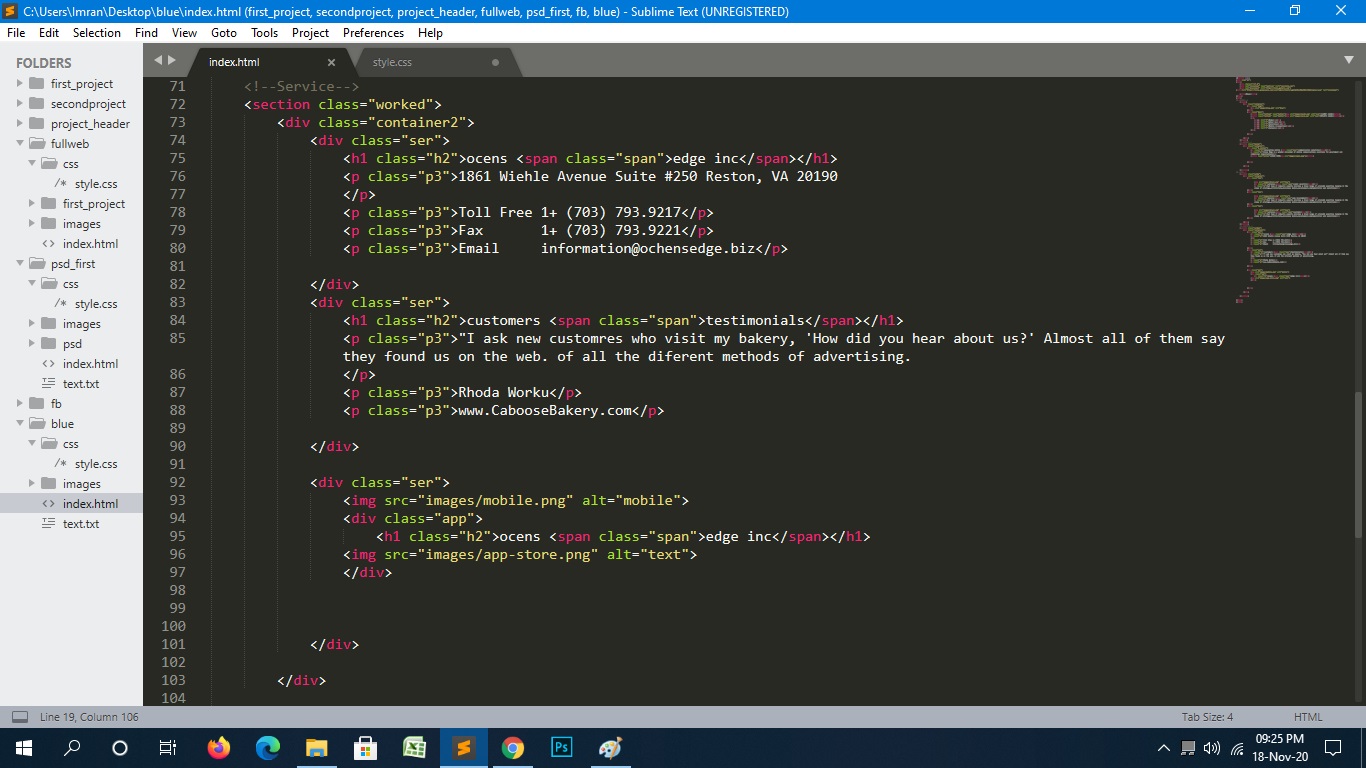 C:\Users\Imran\Desktop\blue\index.html (first_project, secondproject, project_header, fullweb, psd_first, fb, blue) - Sublime Text (UNREGISTERED)
File Edit Selection Find View Goto Tools Project Preferences Help
FOLDERS
first_project
secondproject
project_header
fullweb
css
/* style.css
first_project
images
<> index.html
psd_first
css
/* style.css
images
psd
<> index.html
text.txt
fb
blue
css
/* style.css
images
<> index.html
text.txt
index.html × style.css
71 <!--Service-->
72 <section class="worked">
73 <div class="container2">
74 <div class="ser">
75 <h1 class="h2">ocens <span class="span">edge inc</span></h1>
76 <p class="p3">1861 Wiehle Avenue Suite #250 Reston, VA 20190
77 </p>
78 <p class="p3">Toll Free 1+ (703) 793.9217</p>
79 <p class="p3">Fax       1+ (703) 793.9221</p>
80 <p class="p3">Email     information@ochensedge.biz</p>
81
82 </div>
83 <div class="ser">
84 <h1 class="h2">customers <span class="span">testimonials</span></h1>
85 <p class="p3">"I ask new customres who visit my bakery, 'How did you hear about us?' Almost all of them say
they found us on the web. of all the diferent methods of advertising.
86 </p>
87 <p class="p3">Rhoda Worku</p>
88 <p class="p3">www.CabooseBakery.com</p>
89
90 </div>
91
92 <div class="ser">
93 <img src="images/mobile.png" alt="mobile">
94 <div class="app">
95 <h1 class="h2">ocens <span class="span">edge inc</span></h1>
96 <img src="images/app-store.png" alt="text">
97 </div>
98
99
100
101 </div>
102
103 </div>
104
Line 19, Column 106 Tab Size: 4 HTML
Ps
09:25 PM
18-Nov-20